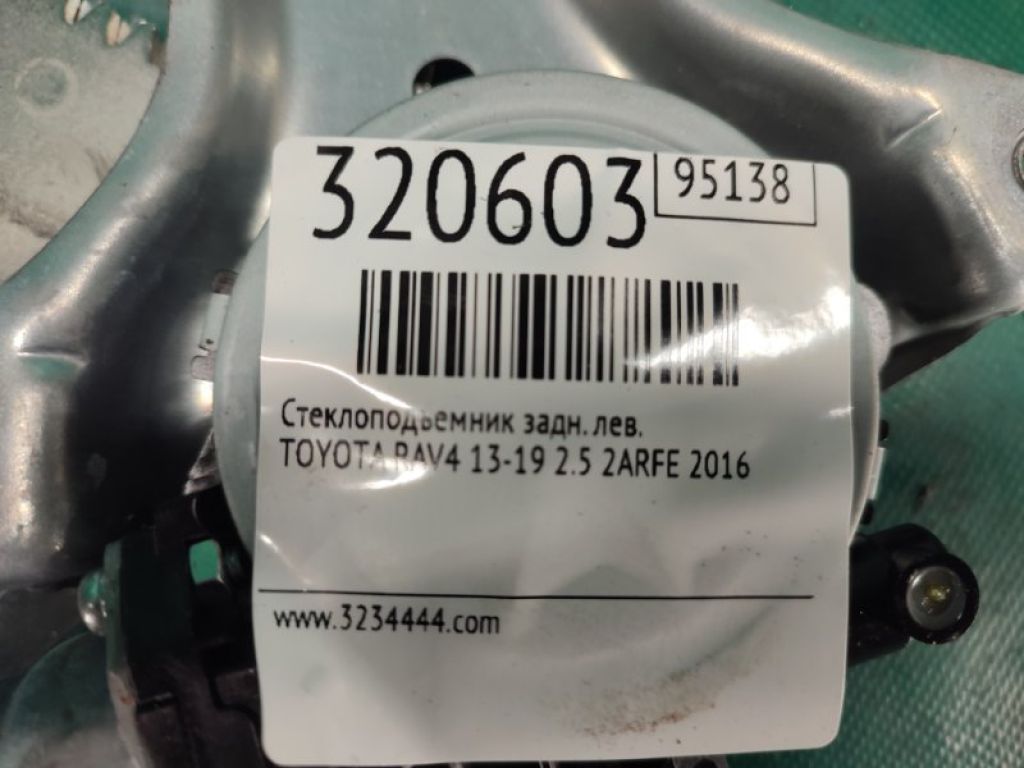 320603
95138
Стеклоподъемник задн. лев.
TOYOTA RAV4 13-19 2.5 2ARFE 2016
www.3234444.com